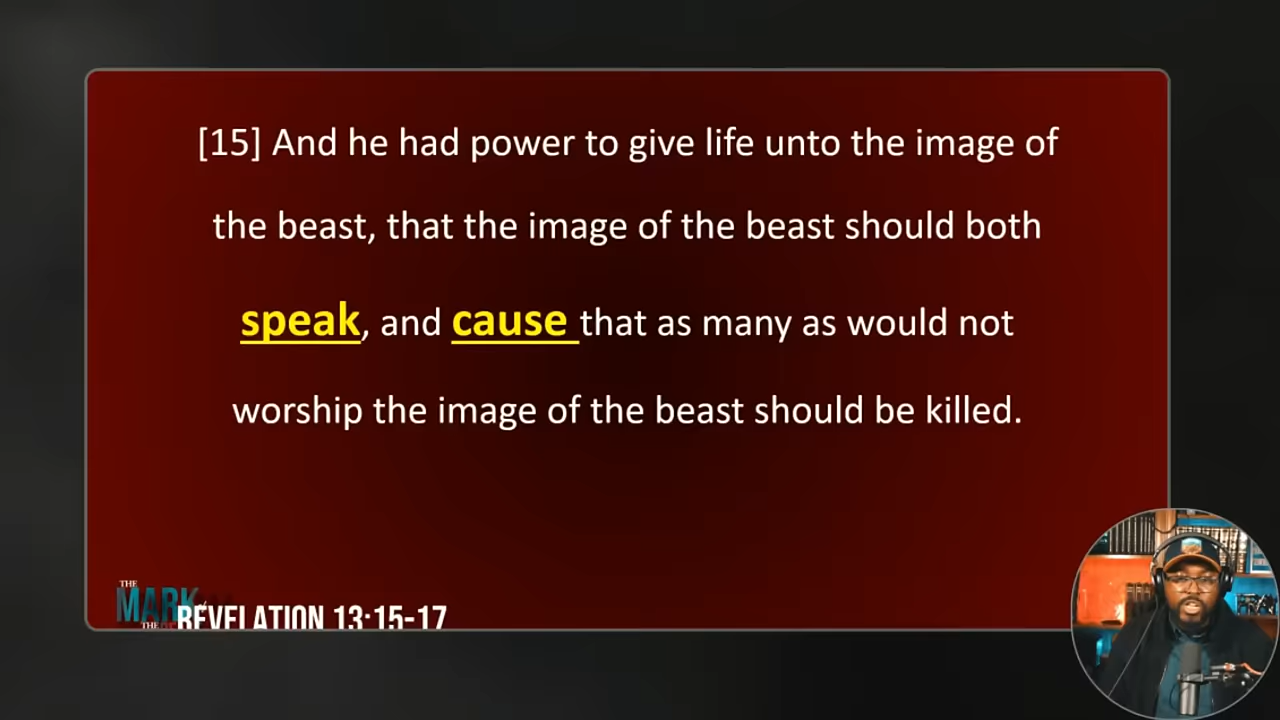 [15] And he had power to give life unto the image of
the beast, that the image of the beast should both
speak, and cause that as many as would not
worship the image of the beast should be killed.
THE
MARK
THE
REVELATION 13:15-17